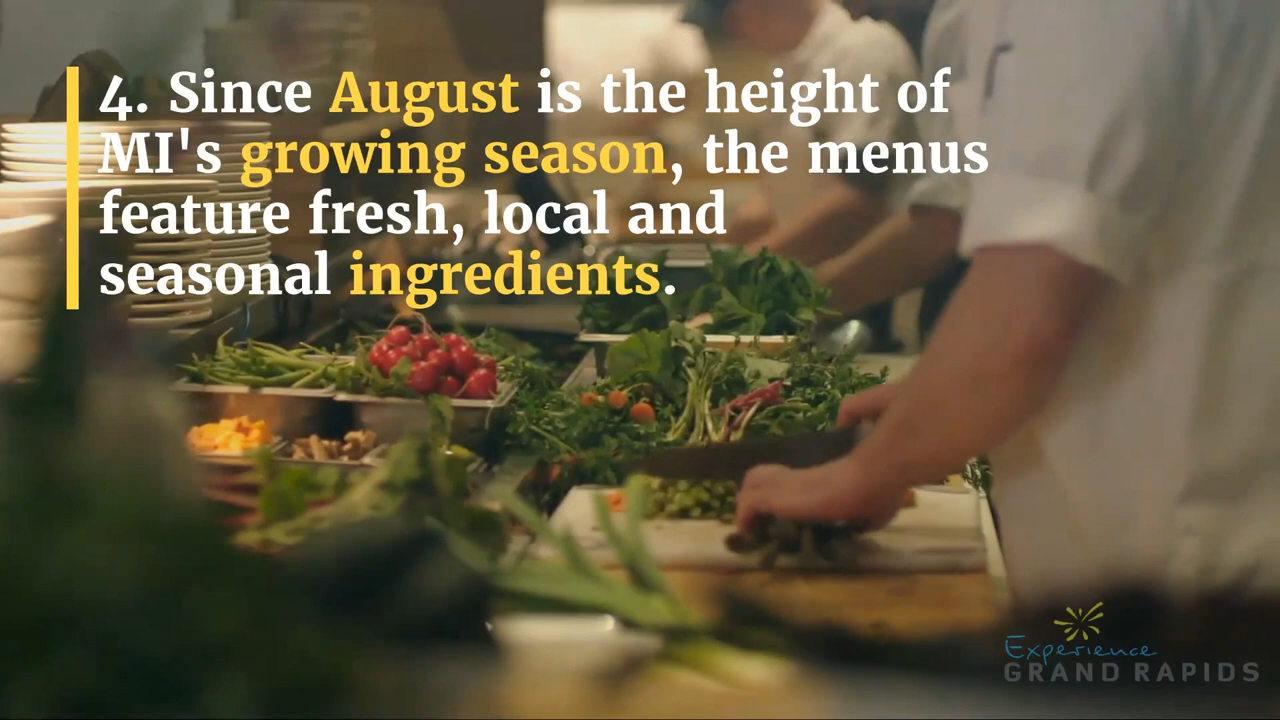 4. Since August is the height of
MI's growing season, the menus
feature fresh, local and
seasonal ingredients.
Experience
GRAND RAPIDS